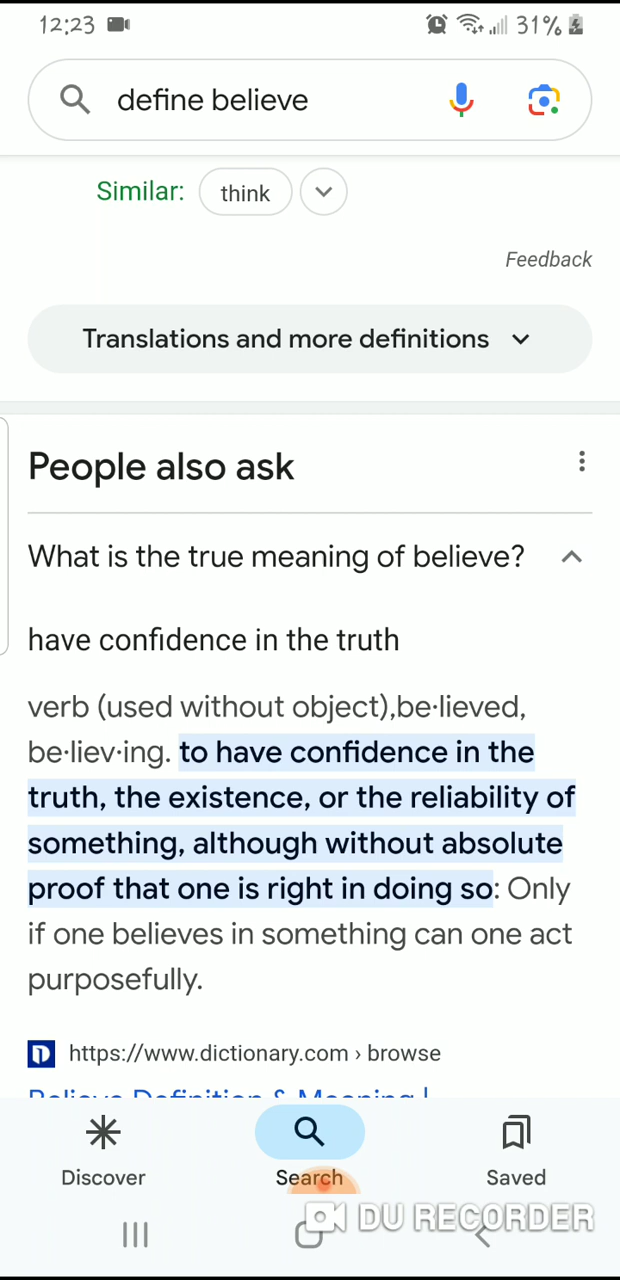 12:23 31%
define believe
Similar: think
Feedback
Translations and more definitions
People also ask
What is the true meaning of believe?
have confidence in the truth
verb (used without object),be·lieved,
be·liev·ing. to have confidence in the
truth, the existence, or the reliability of
something, although without absolute
proof that one is right in doing so: Only
if one believes in something can one act
purposefully.
https://www.dictionary.com › browse
Believe Definition & Meaning |
Discover Search Saved
DU RECORDER